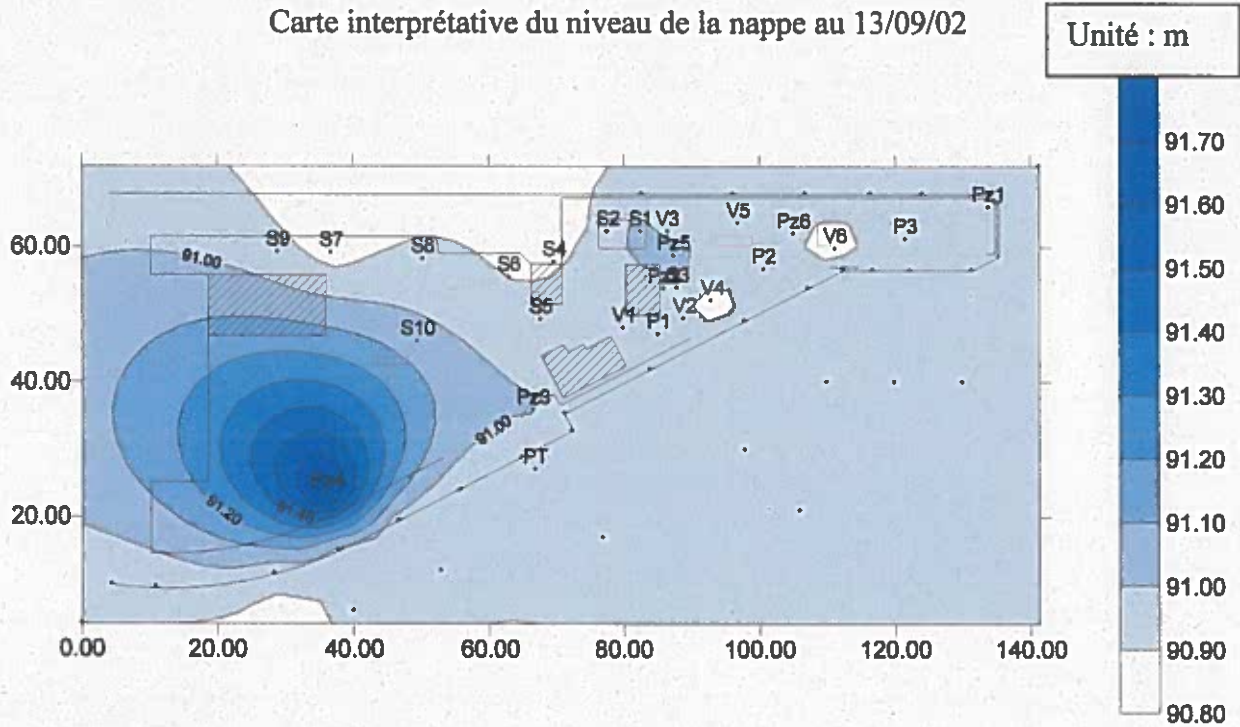 Carte interprétative du niveau de la nappe au 13/09/02
Unité : m
91.70
91.60
91.50
91.40
91.30
91.20
91.10
91.00
90.90
90.80
60.00
40.00
20.00
0.00 20.00 40.00 60.00 80.00 100.00 120.00 140.00
Pz1
S2 S1 V3 V5 Pz6 P3
S9 S7 S8 S4 Pz5 V6
91.00 S6 P2
S5 V4
S10 V1 P1 V2
Pz3
91.00
PT
91.20